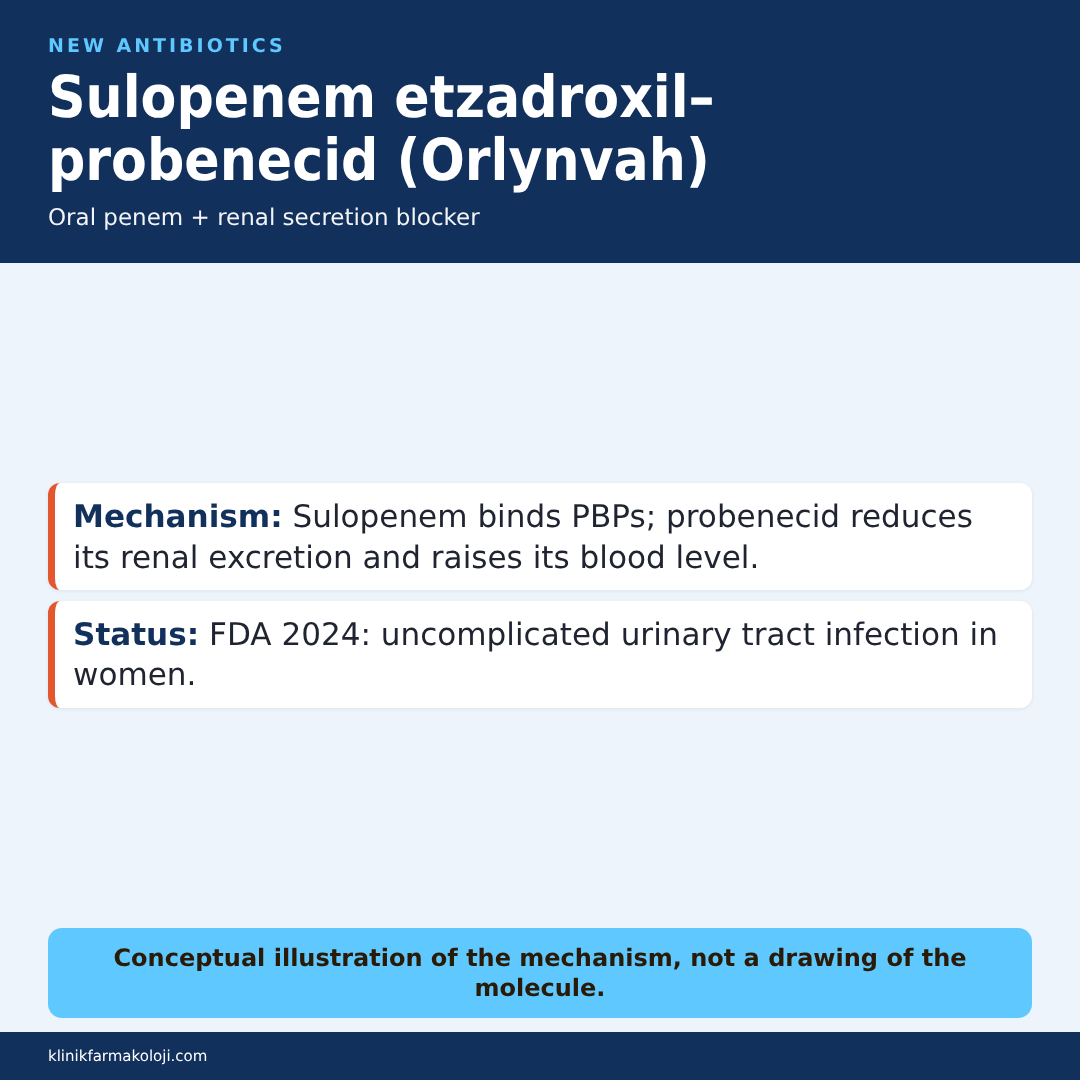 NEW ANTIBIOTICS
Sulopenem etzadroxil–
probenecid (Orlynvah)
Oral penem + renal secretion blocker
Mechanism: Sulopenem binds PBPs; probenecid reduces
its renal excretion and raises its blood level.
Status: FDA 2024: uncomplicated urinary tract infection in
women.
Conceptual illustration of the mechanism, not a drawing of the
molecule.
klinikfarmakoloji.com